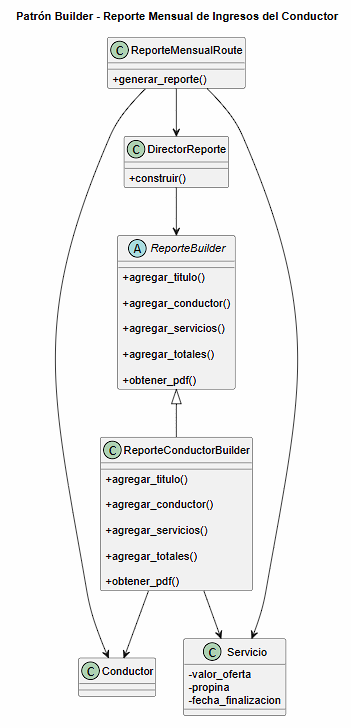 Patrón Builder - Reporte Mensual de Ingresos del Conductor
C ReporteMensualRoute
+generar_reporte()
C DirectorReporte
+construir()
A ReporteBuilder
+agregar_titulo()
+agregar_conductor()
+agregar_servicios()
+agregar_totales()
+obtener_pdf()
C ReporteConductorBuilder
+agregar_titulo()
+agregar_conductor()
+agregar_servicios()
+agregar_totales()
+obtener_pdf()
C Conductor
C Servicio
-valor_oferta
-propina
-fecha_finalizacion